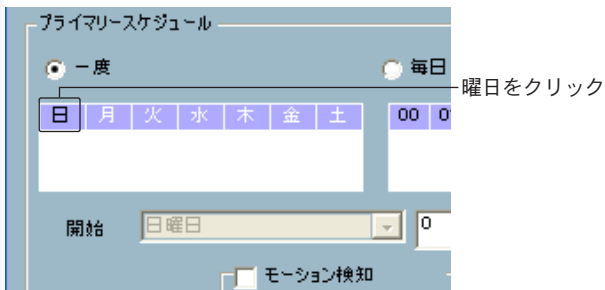 プライマリースケジュール
一度 毎日
曜日をクリック
日 月 火 水 木 金 土 00
開始 日曜日 0
モーション検知